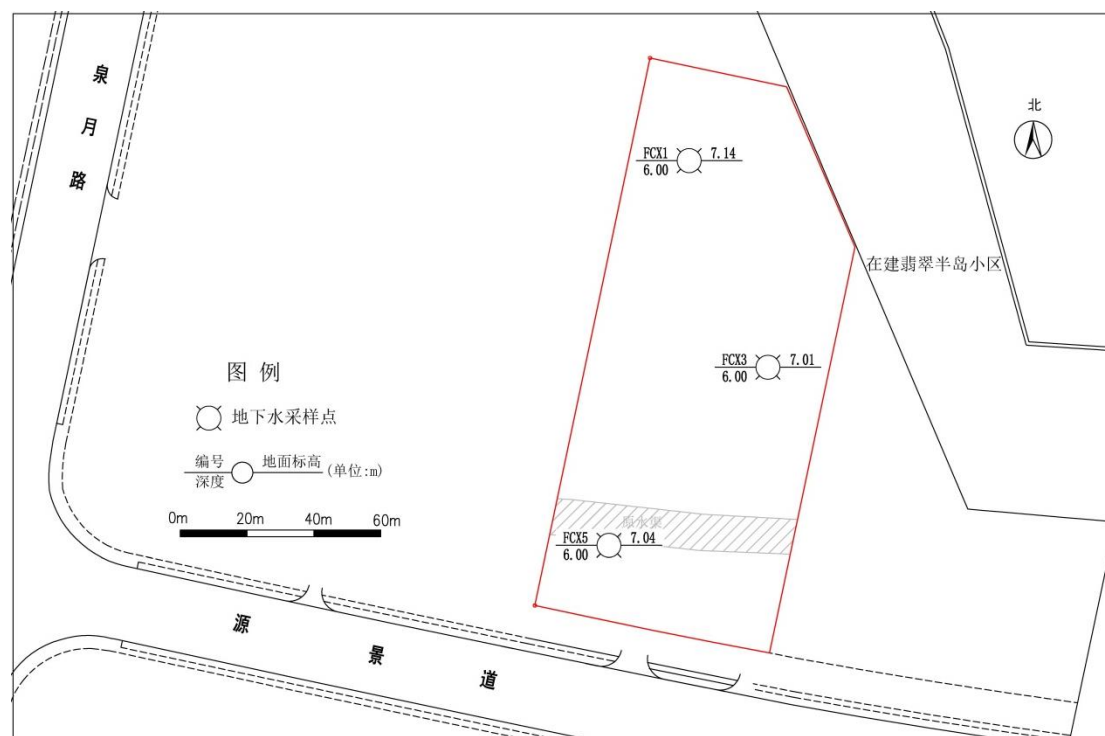 泉月路
北
FCX1 7.14
6.00
在建翡翠半岛小区
FCX3 7.01
6.00
图 例
地下水采样点
编号 地面标高 (单位:m)
深度
0m 20m 40m 60m
FCX5 7.04
6.00
源景道